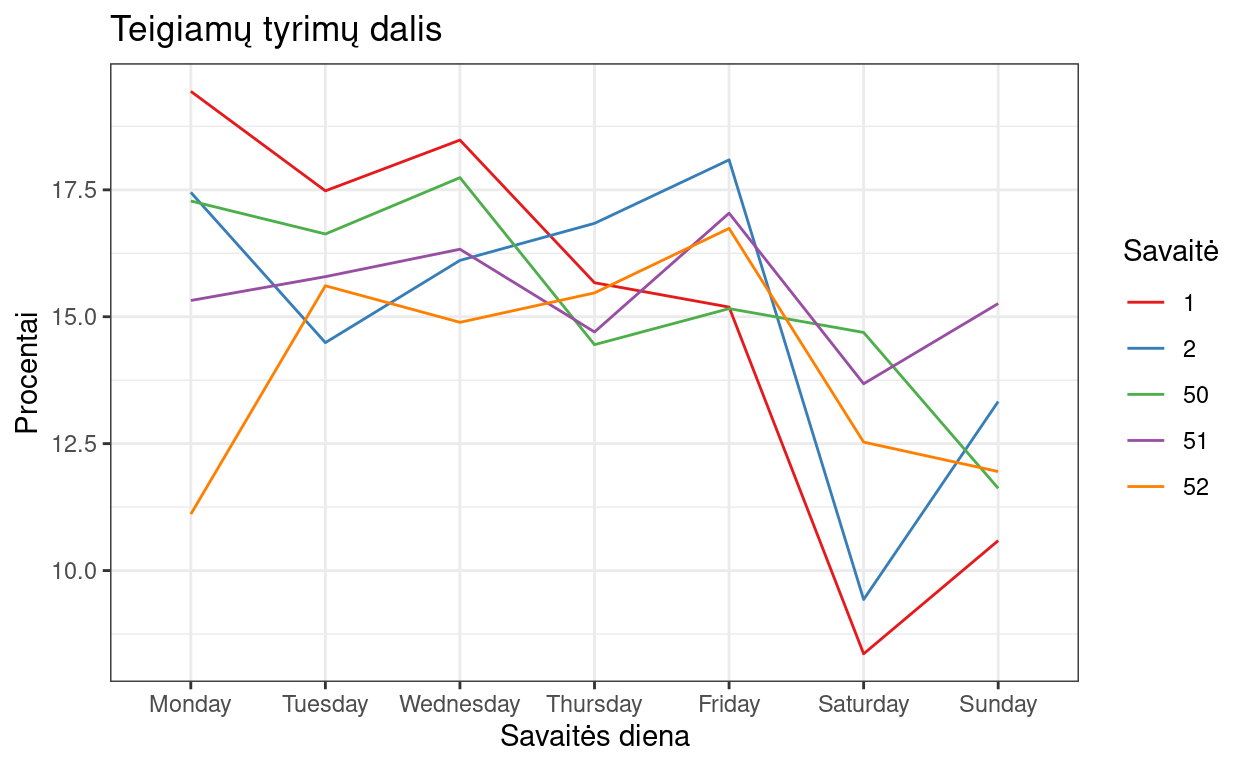 Teigiamų tyrimų dalis
Procentai
17.5
15.0
12.5
10.0
Monday Tuesday Wednesday Thursday Friday Saturday Sunday
Savaitės diena
Savaitė
1
2
50
51
52